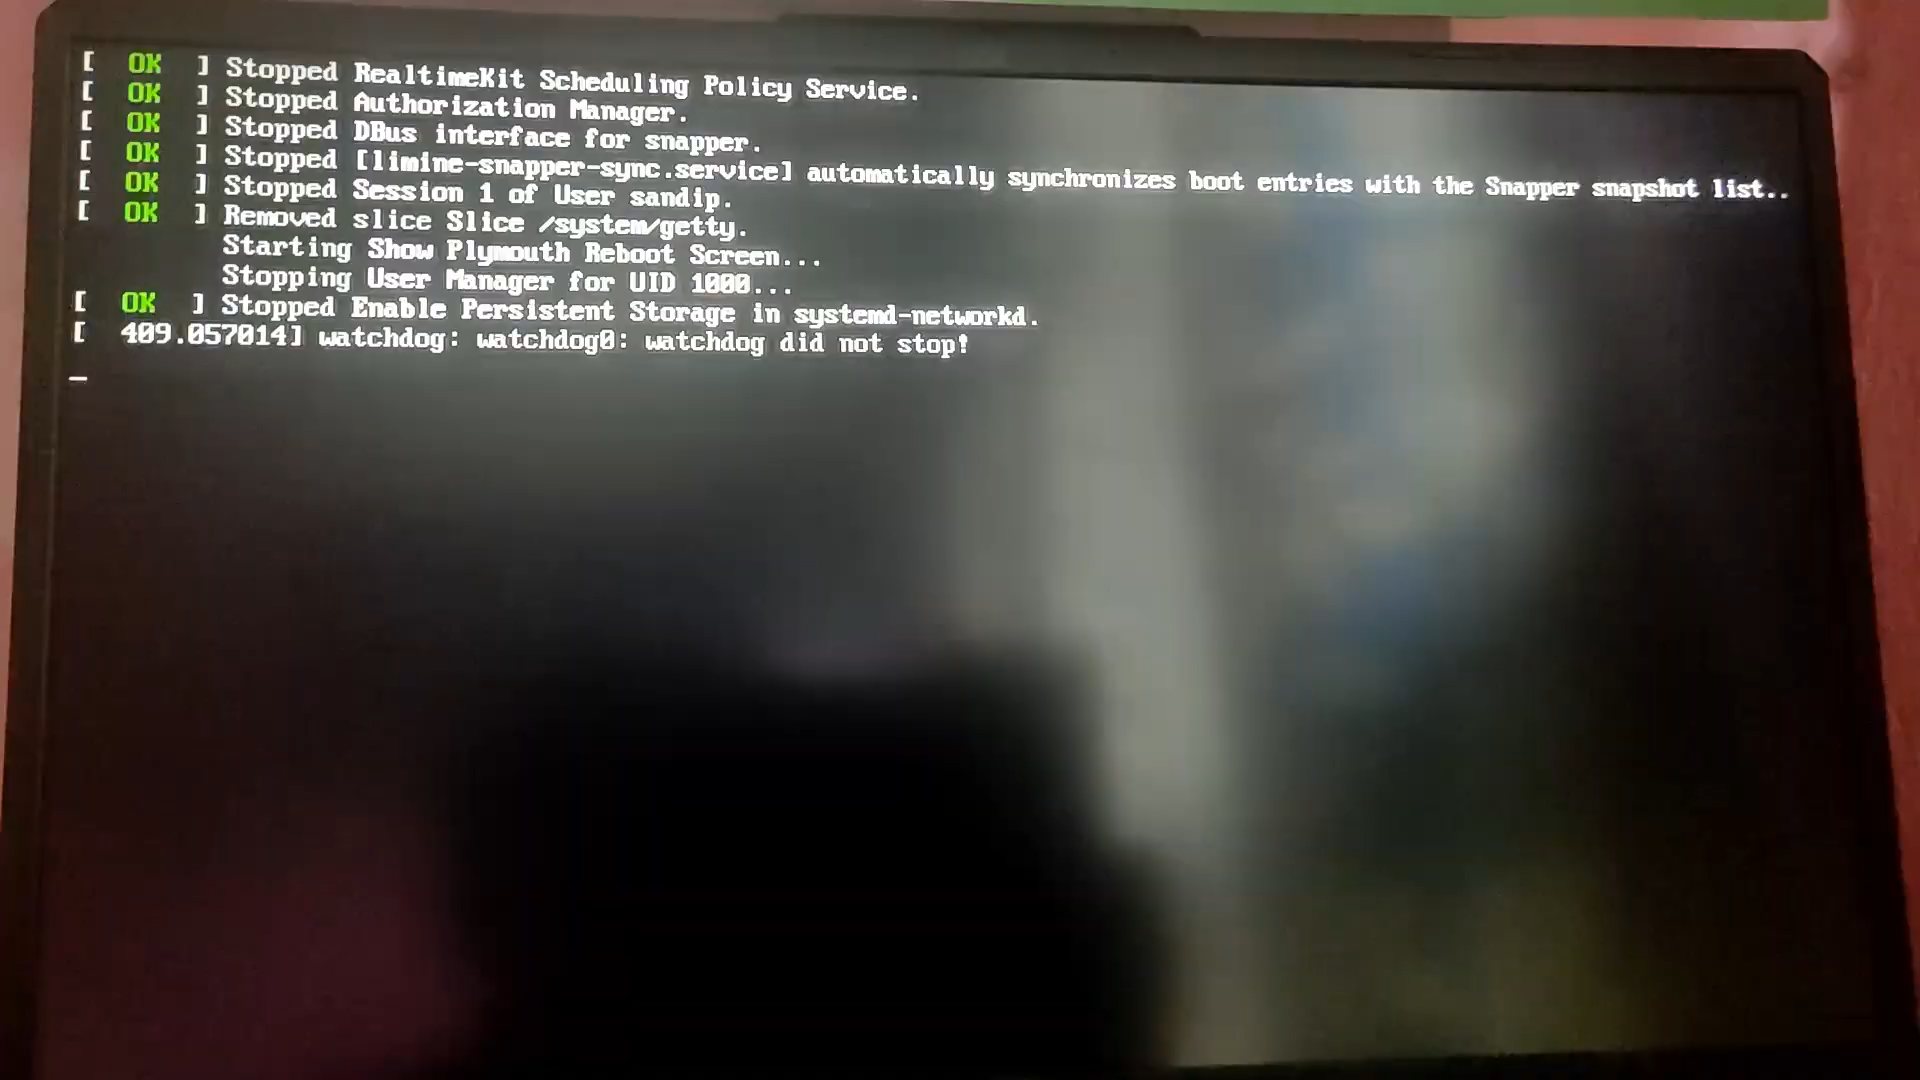 [  OK  ] Stopped RealtimeKit Scheduling Policy Service.
[  OK  ] Stopped Authorization Manager.
[  OK  ] Stopped DBus interface for snapper.
[  OK  ] Stopped [limine-snapper-sync.service] automatically synchronizes boot entries with the Snapper snapshot list..
[  OK  ] Stopped Session 1 of User sandip.
[  OK  ] Removed slice Slice /system/getty.
Starting Show Plymouth Reboot Screen...
Stopping User Manager for UID 1000...
[  OK  ] Stopped Enable Persistent Storage in systemd-networkd.
[  409.057014] watchdog: watchdog0: watchdog did not stop!
_